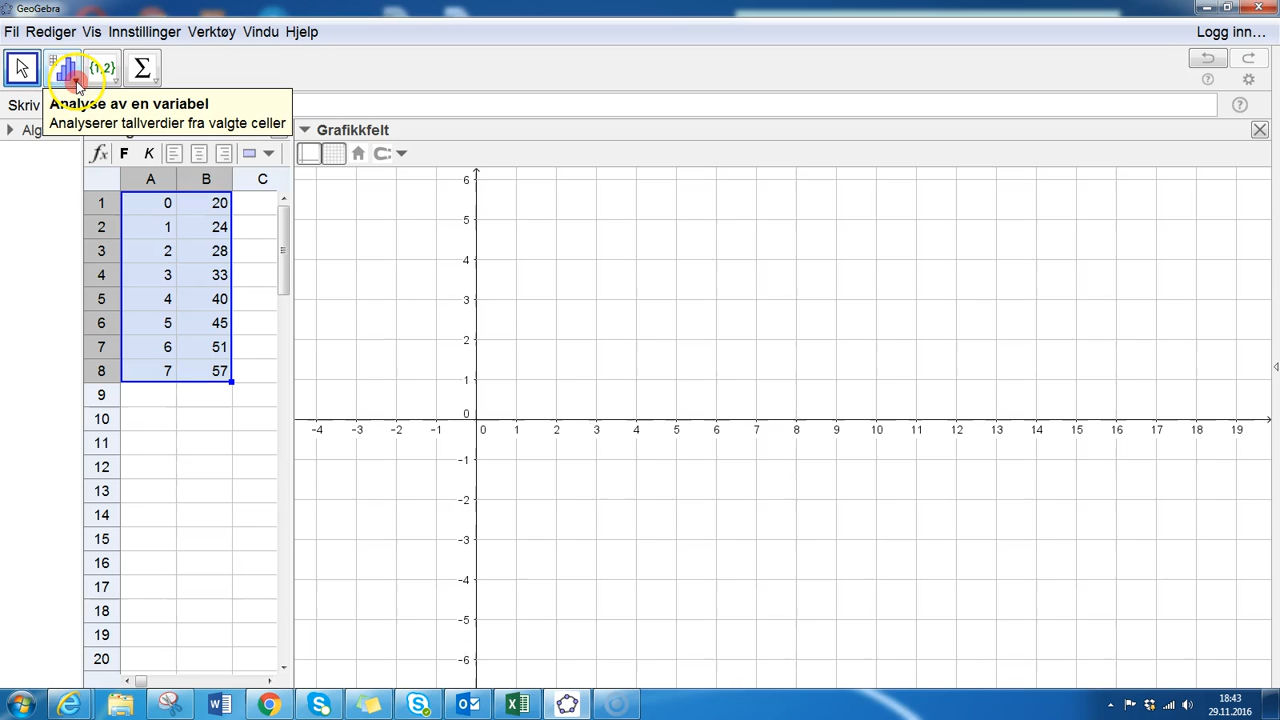 GeoGebra
Fil Rediger Vis Innstillinger Verktøy Vindu Hjelp
Logg inn...
{1,2} Σ
Skriv
Analyse av en variabel
Analyserer tallverdier fra valgte celler
Alg
Grafikkfelt
fx F K
A B C
1 0 20
2 1 24
3 2 28
4 3 33
5 4 40
6 5 45
7 6 51
8 7 57
9
10
11
12
13
14
15
16
17
18
19
20
6
5
4
3
2
1
0
-4 -3 -2 -1 0 1 2 3 4 5 6 7 8 9 10 11 12 13 14 15 16 17 18 19
-1
-2
-3
-4
-5
-6
18:43
29.11.2016